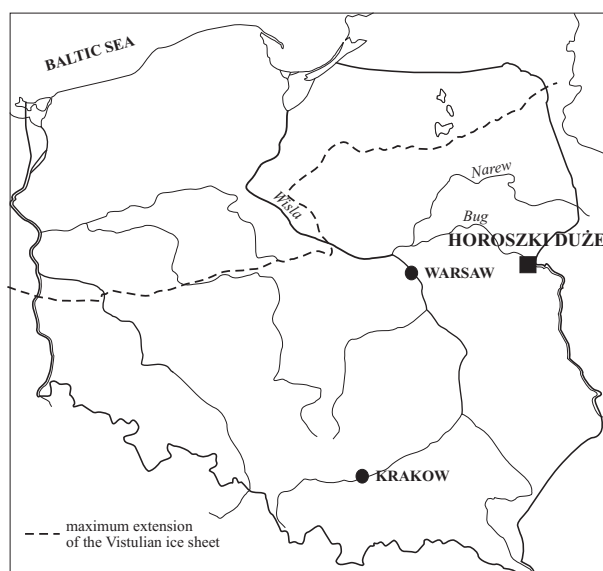 BALTIC SEA
Narew
Wisla
Bug
HOROSZKI DUŻE
WARSAW
KRAKOW
maximum extension
of the Vistulian ice sheet